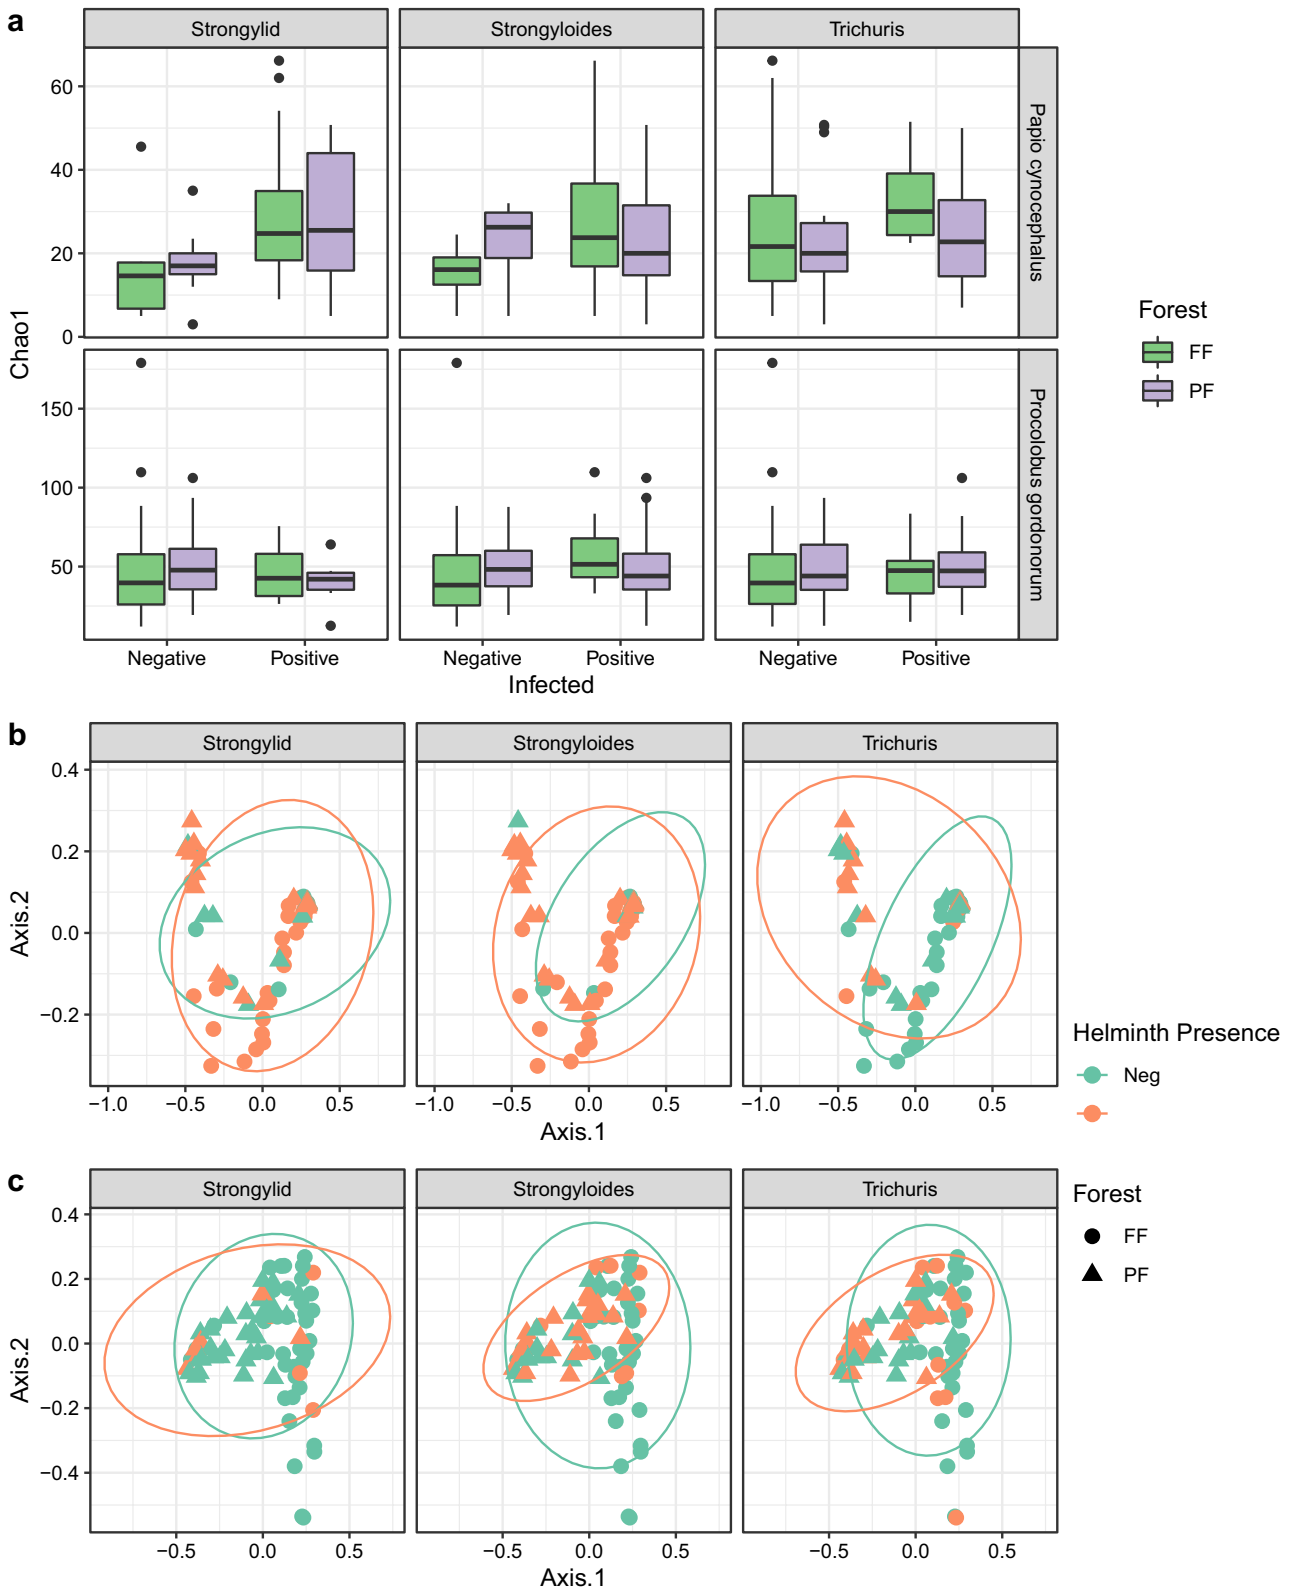 a
Strongylid Strongyloides Trichuris
60
40
20
0
Papio cynocephalus
Chao1
150
100
50
Procolobus gordonorum
Negative Positive Negative Positive Negative Positive
Infected
Forest
FF
PF
b
Strongylid Strongyloides Trichuris
0.4
0.2
0.0
−0.2
Axis.2
−1.0 −0.5 0.0 0.5 −1.0 −0.5 0.0 0.5 −1.0 −0.5 0.0 0.5
Axis.1
Helminth Presence
Neg
c
Strongylid Strongyloides Trichuris
0.4
0.2
0.0
−0.2
−0.4
Axis.2
−0.5 0.0 0.5 −0.5 0.0 0.5 −0.5 0.0 0.5
Axis.1
Forest
FF
PF